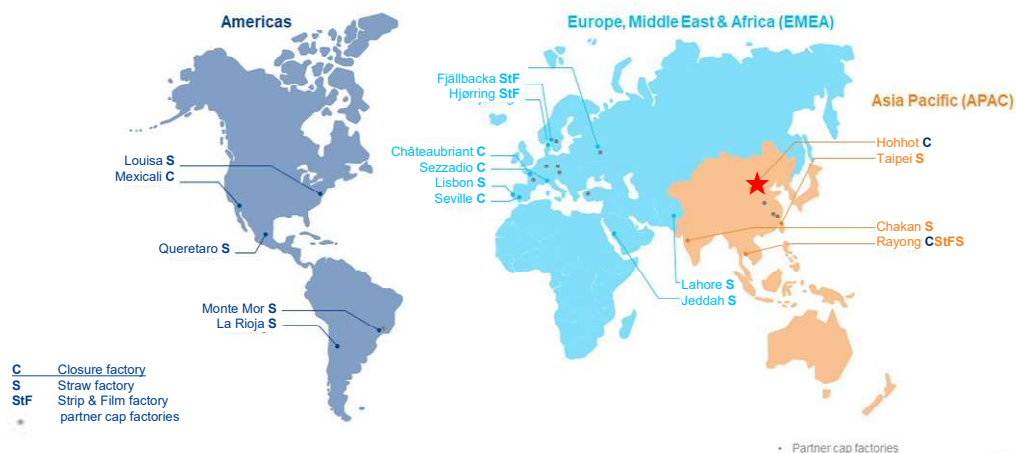 Americas
Europe, Middle East & Africa (EMEA)
Asia Pacific (APAC)
Fjällbacka StF
Hjørring StF
Châteaubriant C
Sezzadio C
Lisbon S
Seville C
Louisa S
Mexicali C
Queretaro S
Monte Mor S
La Rioja S
Hohhot C
Taipei S
Chakan S
Rayong CStFS
Lahore S
Jeddah S
C Closure factory
S Straw factory
StF Strip & Film factory
partner cap factories
Partner cap factories